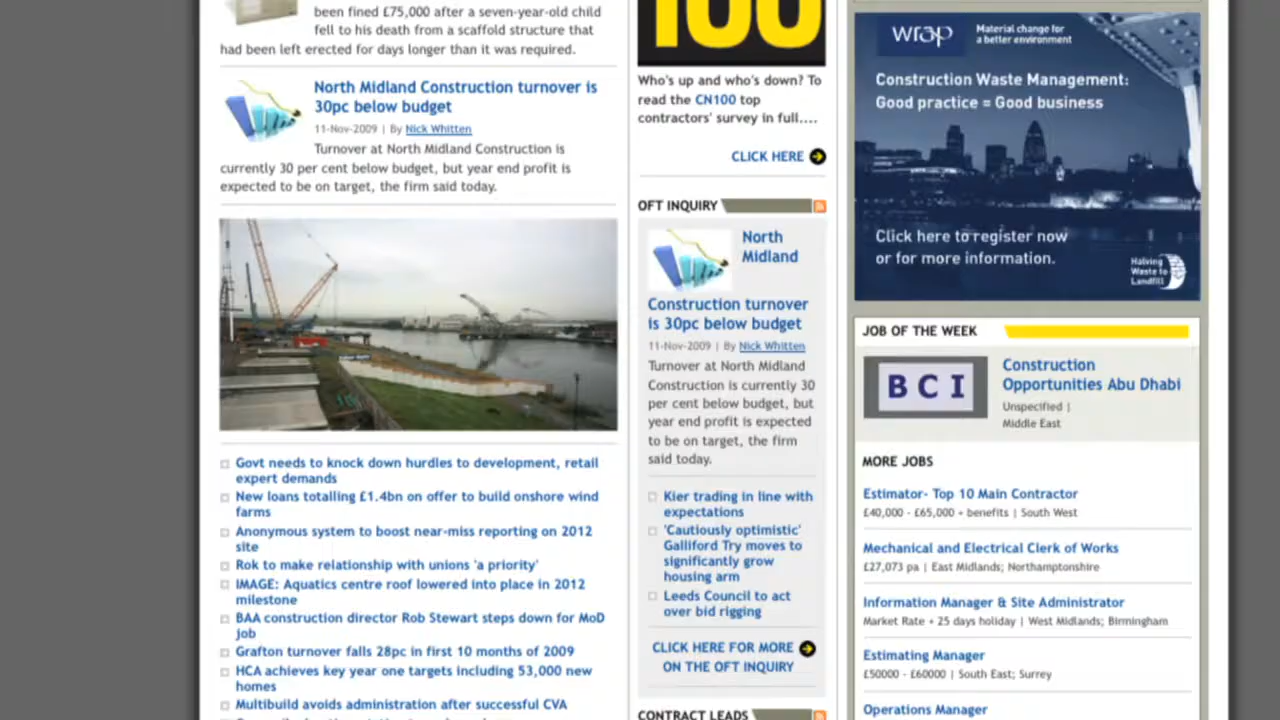 been fined £75,000 after a seven-year-old child
fell to his death from a scaffold structure that
had been left erected for days longer than it was required.
North Midland Construction turnover is
30pc below budget
11-Nov-2009 | By Nick Whitten
Turnover at North Midland Construction is
currently 30 per cent below budget, but year end profit is
expected to be on target, the firm said today.
Govt needs to knock down hurdles to development, retail
expert demands
New loans totalling £1.4bn on offer to build onshore wind
farms
Anonymous system to boost near-miss reporting on 2012
site
Rok to make relationship with unions 'a priority'
IMAGE: Aquatics centre roof lowered into place in 2012
milestone
BAA construction director Rob Stewart steps down for MoD
job
Grafton turnover falls 28pc in first 10 months of 2009
HCA achieves key year one targets including 53,000 new
homes
Multibuild avoids administration after successful CVA
100
Who's up and who's down? To
read the CN100 top
contractors' survey in full....
CLICK HERE
OFT INQUIRY
North
Midland
Construction turnover
is 30pc below budget
11-Nov-2009 | By Nick Whitten
Turnover at North Midland
Construction is currently 30
per cent below budget, but
year end profit is expected
to be on target, the firm
said today.
Kier trading in line with
expectations
'Cautiously optimistic'
Galliford Try moves to
significantly grow
housing arm
Leeds Council to act
over bid rigging
CLICK HERE FOR MORE
ON THE OFT INQUIRY
CONTRACT LEADS
wrap
Material change for
a better environment
Construction Waste Management:
Good practice = Good business
Click here to register now
or for more information.
Halving
Waste to
Landfill
JOB OF THE WEEK
BCI
Construction
Opportunities Abu Dhabi
Unspecified |
Middle East
MORE JOBS
Estimator- Top 10 Main Contractor
£40,000 - £65,000 + benefits | South West
Mechanical and Electrical Clerk of Works
£27,073 pa | East Midlands; Northamptonshire
Information Manager & Site Administrator
Market Rate + 25 days holiday | West Midlands; Birmingham
Estimating Manager
£50000 - £60000 | South East; Surrey
Operations Manager